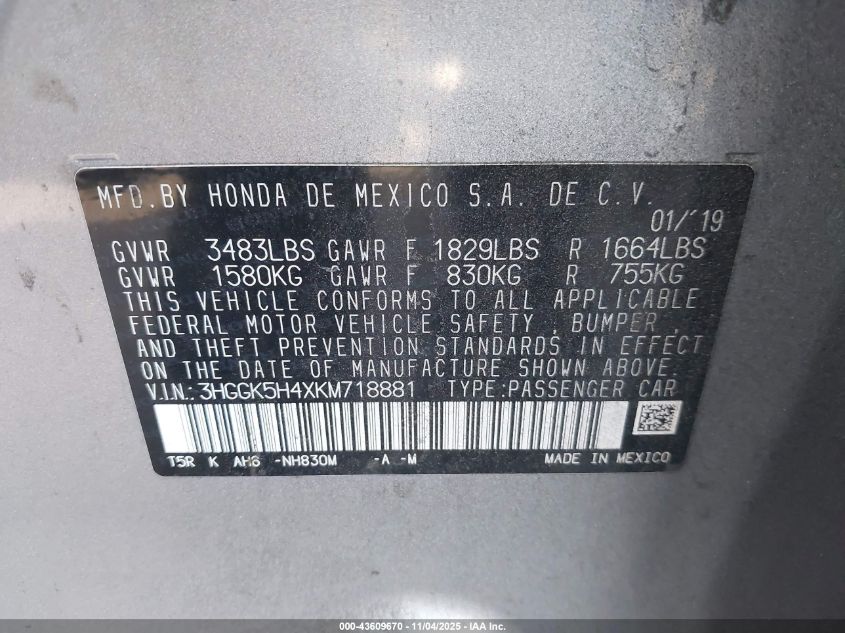 MFD.BY HONDA DE MEXICO S.A. DE C.V.
01/'19
GVWR 3483LBS GAWR F 1829LBS R 1664LBS
GVWR 1580KG GAWR F 830KG R 755KG
THIS VEHICLE CONFORMS TO ALL APPLICABLE
FEDERAL MOTOR VEHICLE SAFETY, BUMPER,
AND THEFT PREVENTION STANDARDS IN EFFECT
ON THE DATE OF MANUFACTURE SHOWN ABOVE.
V.I.N.: 3HGGK5H4XKM718881 TYPE:PASSENGER CAR
T5R K AH6 -NH830M -A -M MADE IN MEXICO
000-43609670 - 11/04/2025 - IAA Inc.